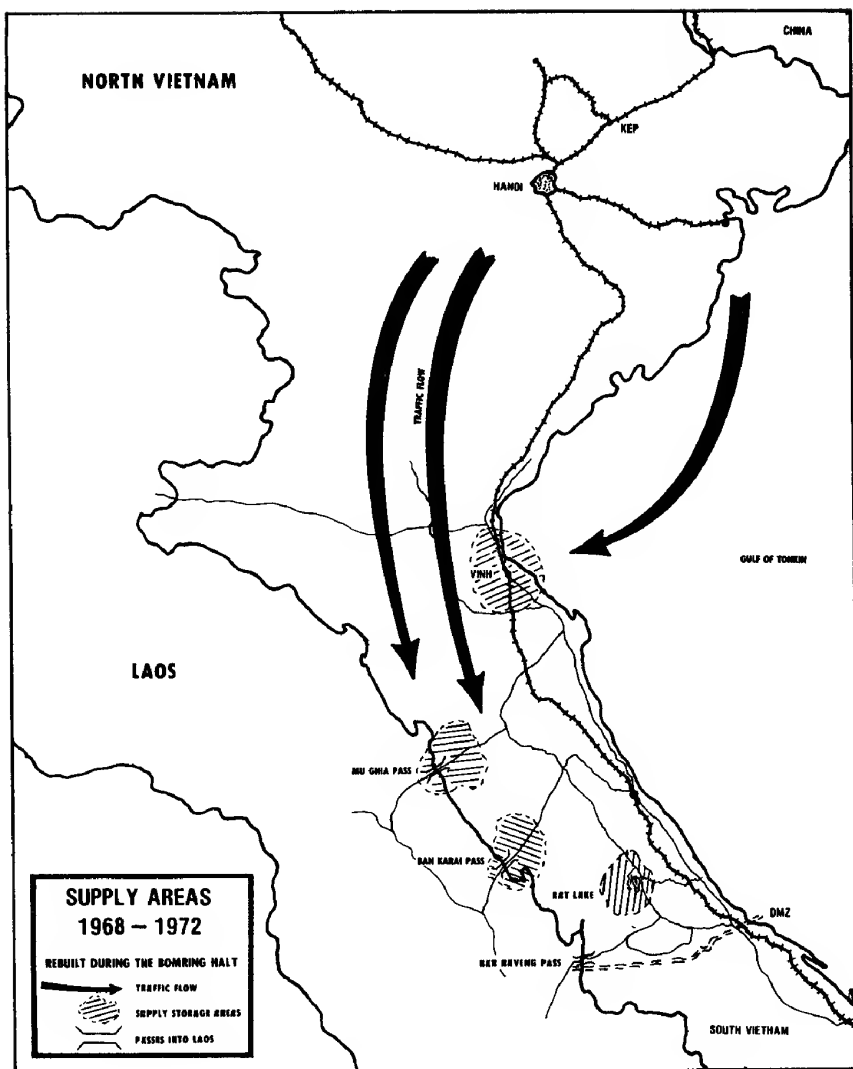 CHINA
NORTH VIETNAM
KEP
HANOI
TRAFFIC FLOW
GULF OF TONKIN
VINH
LAOS
MU GHIA PASS
BAN KARAI PASS
BAT LAKE
DMZ
BAN RAVENG PASS
SOUTH VIETNAM
SUPPLY AREAS
1968 – 1972
REBUILT DURING THE BOMBING HALT
TRAFFIC FLOW
SUPPLY STORAGE AREAS
PASSES INTO LAOS